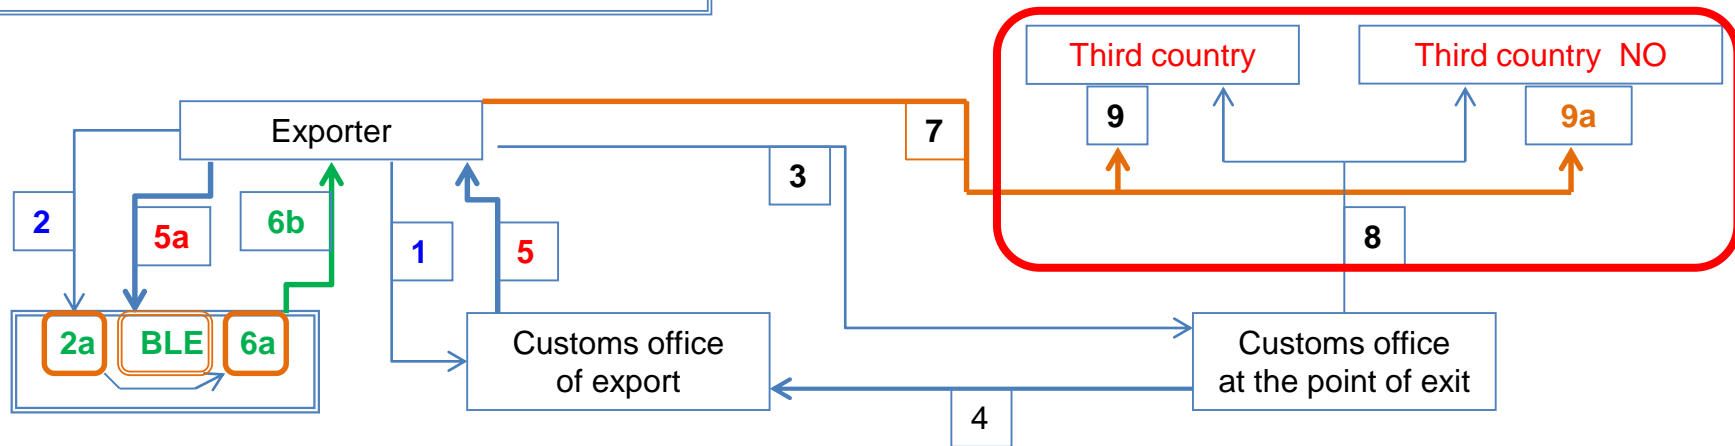 Third country
Third country NO
Exporter
7
9
9a
3
2
5a
6b
1
5
8
2a
BLE
6a
Customs office
of export
Customs office
at the point of exit
4